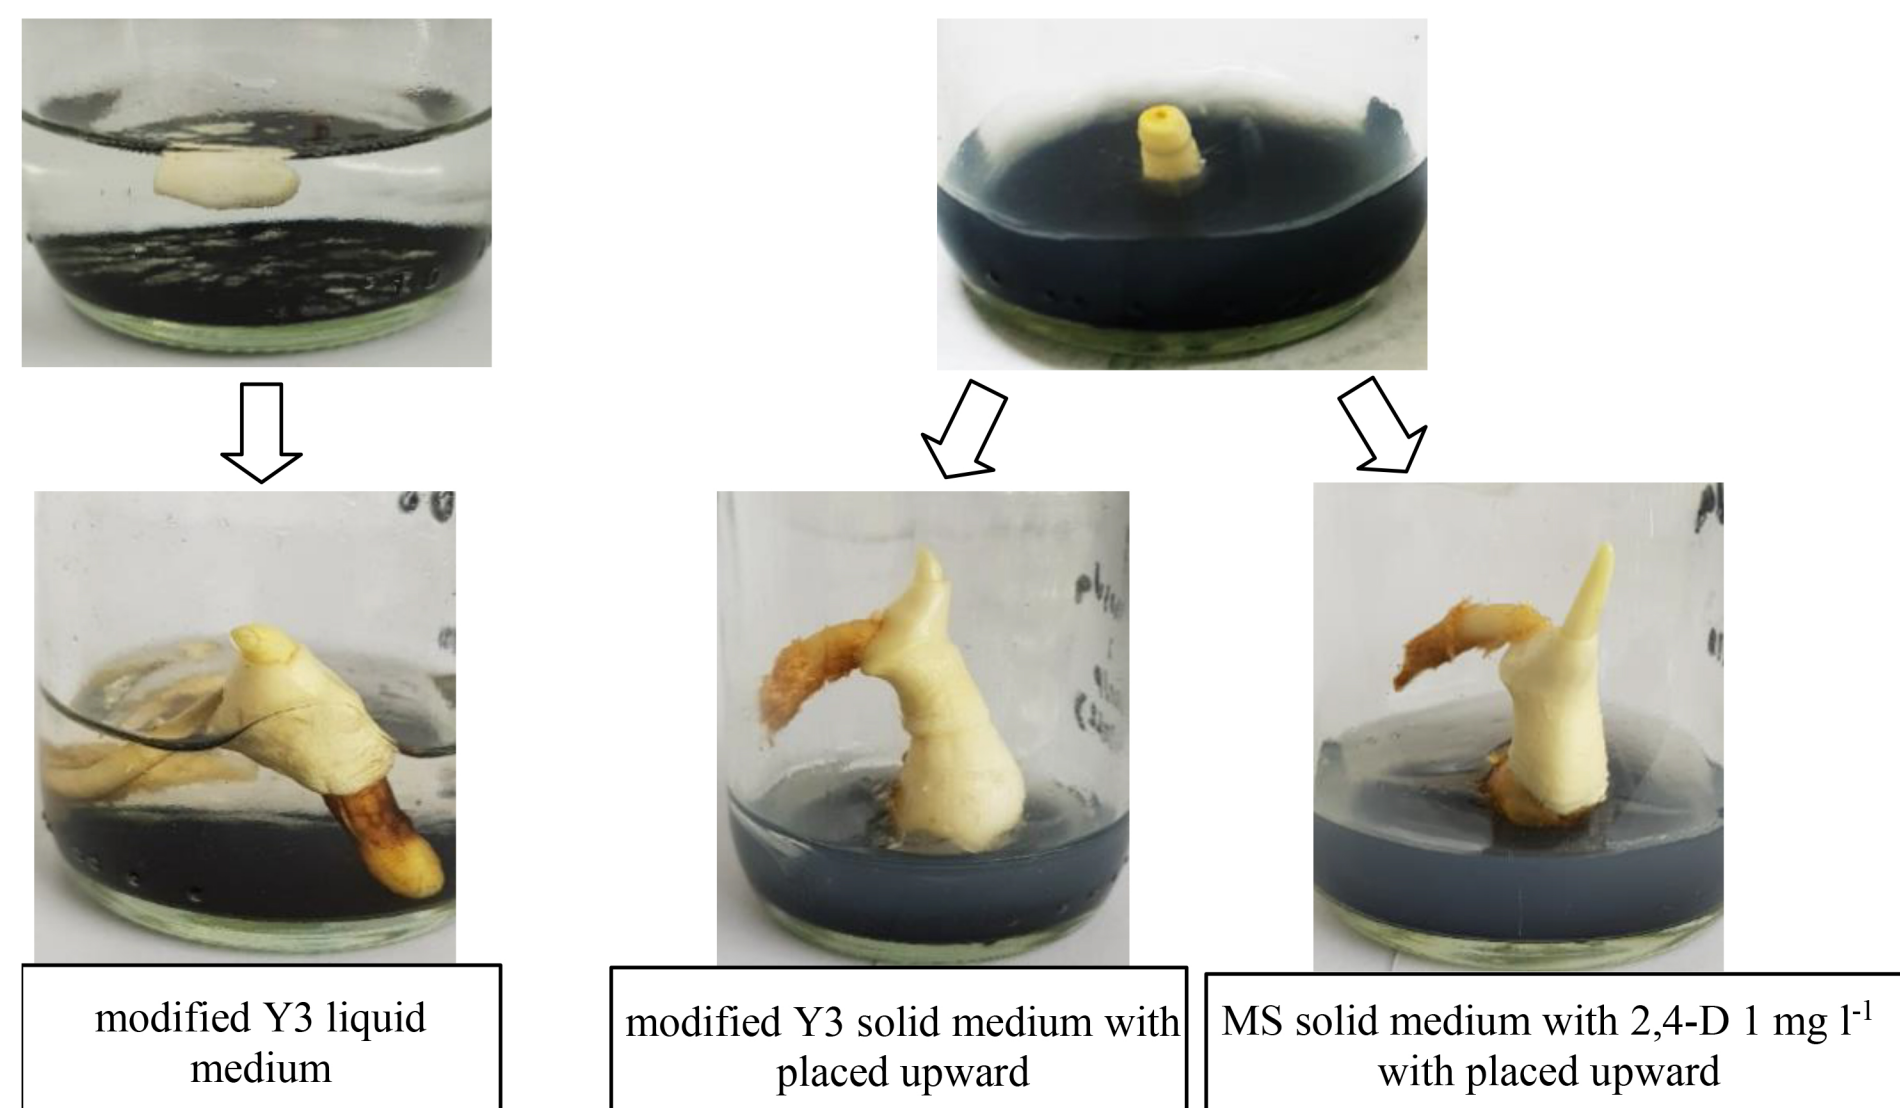 modified Y3 liquid
medium
modified Y3 solid medium with
placed upward
MS solid medium with 2,4-D 1 mg l⁻¹
with placed upward